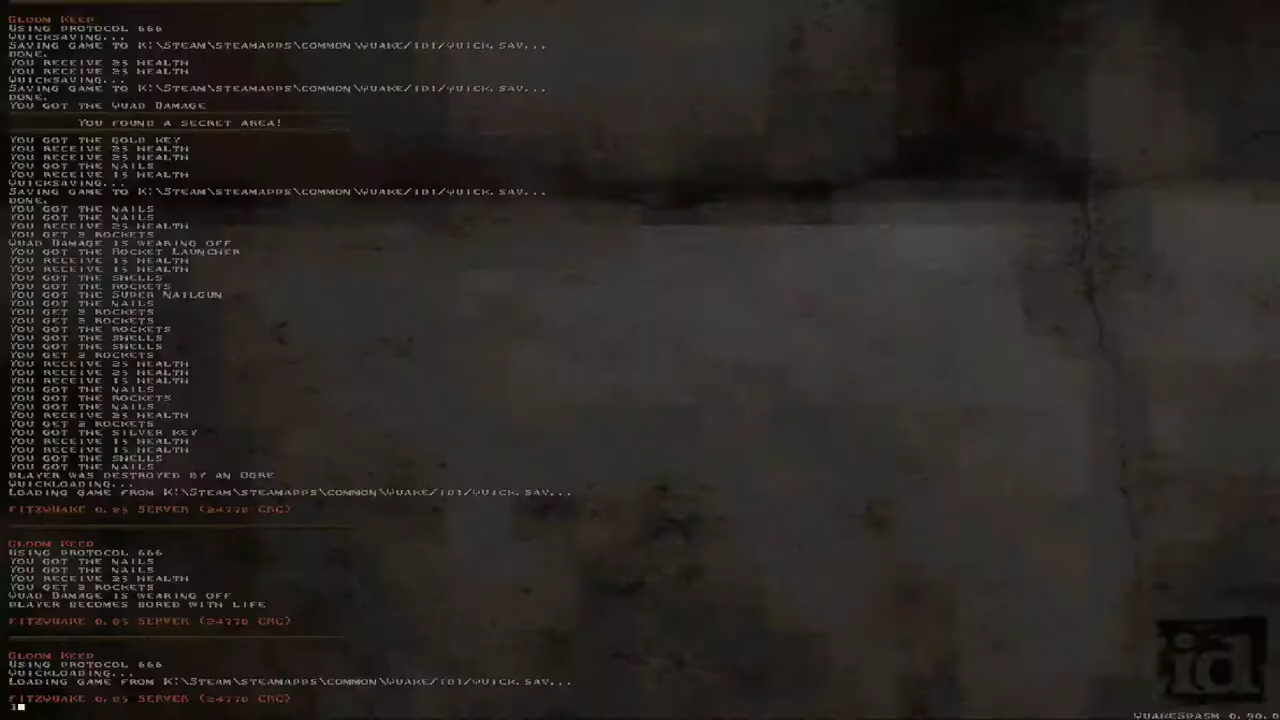 Gloom Keep
Using protocol 666
Quicksaving...
Saving game to K:\Steam\steamapps\common\Quake/id1/quick.sav...
done.
You receive 25 health
You receive 25 health
Quicksaving...
Saving game to K:\Steam\steamapps\common\Quake/id1/quick.sav...
done.
You got the Quad Damage
You found a secret area!
You got the gold key
You receive 25 health
You receive 25 health
You got the nails
You receive 15 health
Quicksaving...
Saving game to K:\Steam\steamapps\common\Quake/id1/quick.sav...
done.
You got the nails
You got the nails
You receive 25 health
You get 2 rockets
Quad Damage is wearing off
You got the Rocket Launcher
You receive 15 health
You receive 15 health
You got the shells
You got the rockets
You got the Super Nailgun
You got the nails
You get 2 rockets
You get 2 rockets
You got the rockets
You got the shells
You got the shells
You get 2 rockets
You receive 25 health
You receive 25 health
You receive 15 health
You got the nails
You got the rockets
You got the nails
You receive 25 health
You get 2 rockets
You got the silver key
You receive 15 health
You receive 15 health
You got the shells
You got the nails
player was destroyed by an Ogre
Quickloading...
Loading game from K:\Steam\steamapps\common\Quake/id1/quick.sav...
FITZQUAKE 0.85 SERVER (24778 CRC)
Gloom Keep
Using protocol 666
You got the nails
You got the nails
You receive 25 health
You get 2 rockets
Quad Damage is wearing off
player becomes bored with life
FITZQUAKE 0.85 SERVER (24778 CRC)
Gloom Keep
Using protocol 666
Quickloading...
Loading game from K:\Steam\steamapps\common\Quake/id1/quick.sav...
FITZQUAKE 0.85 SERVER (24778 CRC)
]
id
QuakeSpasm 0.90.0